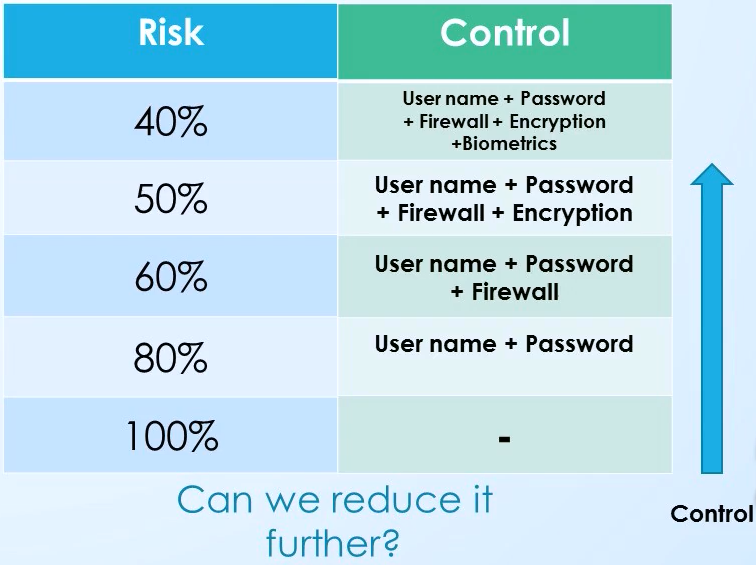 Risk
Control
40%
User name + Password
+ Firewall + Encryption
+Biometrics
50%
User name + Password
+ Firewall + Encryption
60%
User name + Password
+ Firewall
80%
User name + Password
100%
-
Can we reduce it
further?
Control